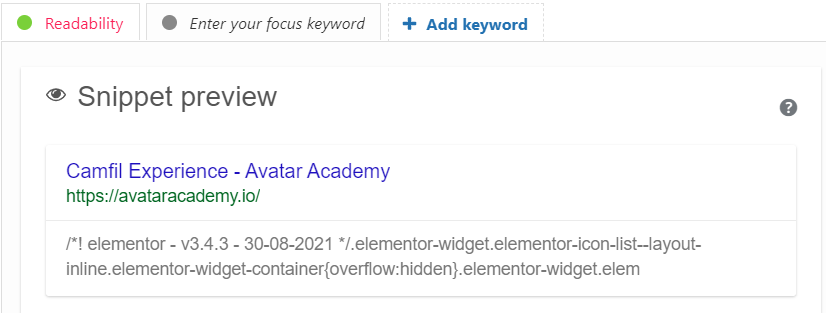 Readability
Enter your focus keyword
+ Add keyword
Snippet preview
?
Camfil Experience - Avatar Academy
https://avataracademy.io/
/*! elementor - v3.4.3 - 30-08-2021 */.elementor-widget.elementor-icon-list--layout-
inline.elementor-widget-container{overflow:hidden}.elementor-widget.elem